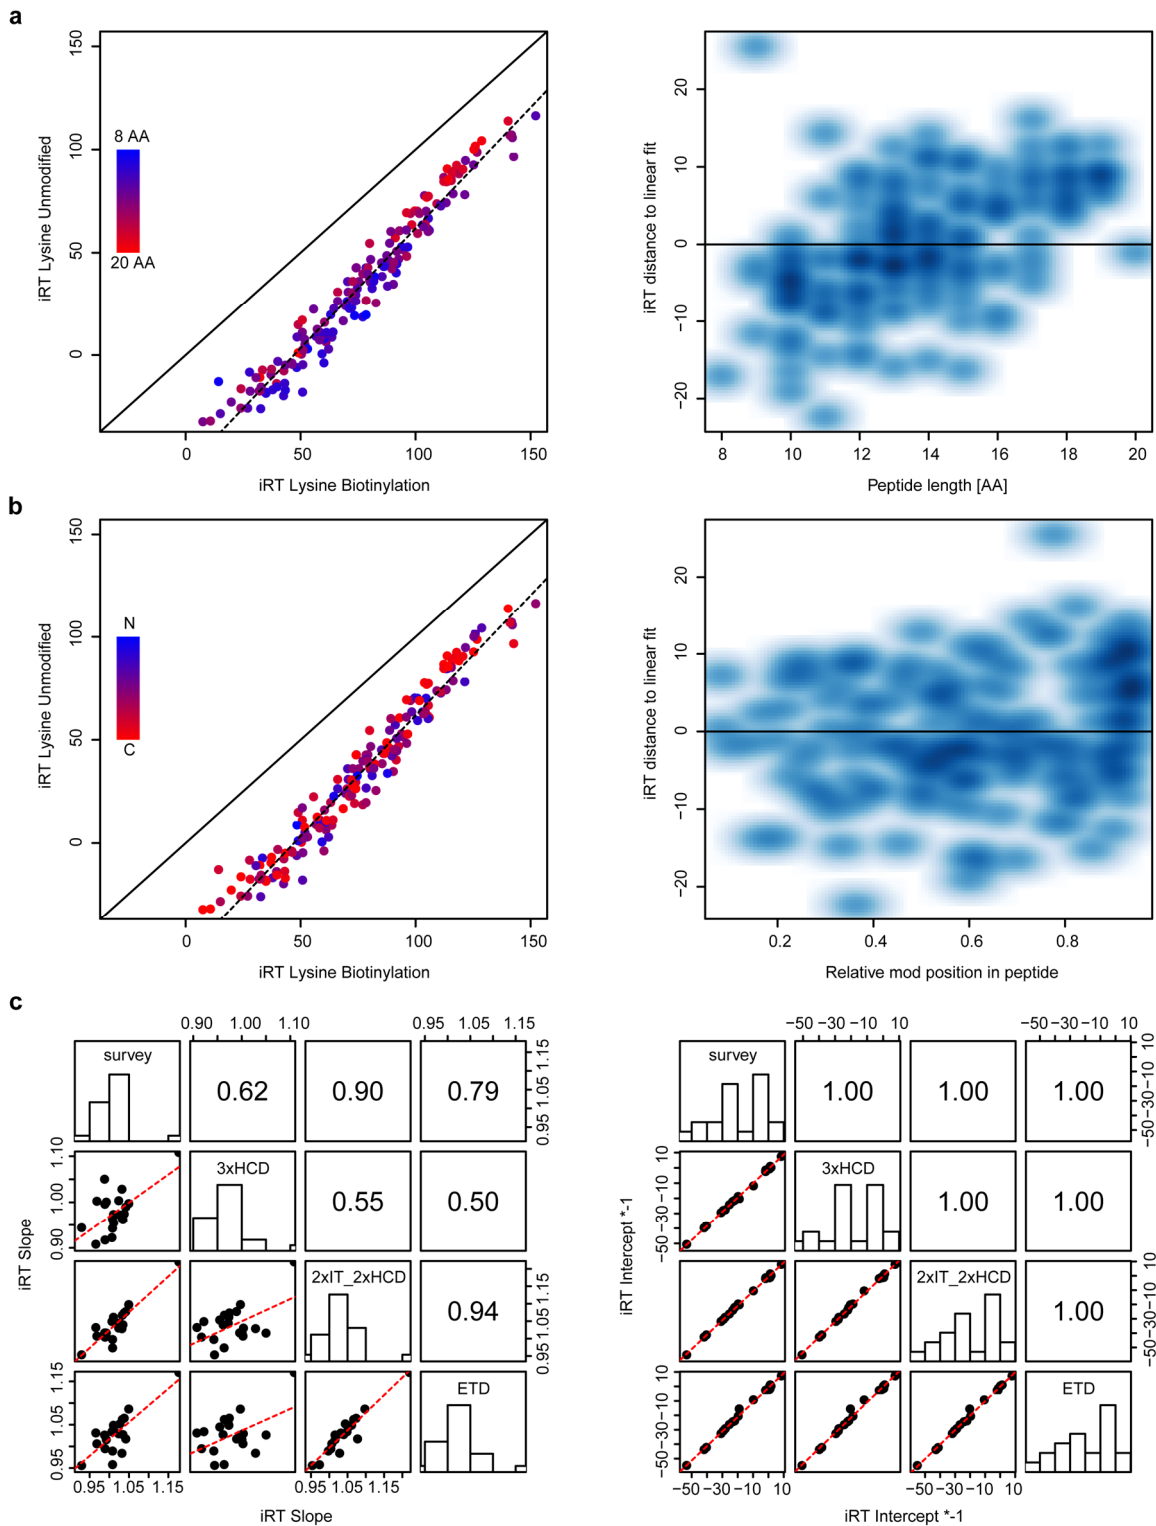 a
150
100
50
0
iRT Lysine Unmodified
8 AA
20 AA
0
50
100
150
iRT Lysine Biotinylation
20
10
0
−10
−20
iRT distance to linear fit
8
10
12
14
16
18
20
Peptide length [AA]
b
150
100
50
0
iRT Lysine Unmodified
N
C
0
50
100
150
iRT Lysine Biotinylation
20
10
0
−10
−20
iRT distance to linear fit
0.2
0.4
0.6
0.8
Relative mod position in peptide
c
0.90 1.00 1.10
0.95 1.05 1.15
survey
0.62
0.90
0.79
0.95 1.05 1.15
0.90 1.00 1.10
3xHCD
0.55
0.50
2xIT_2xHCD
0.94
0.95 1.05 1.15
0.95 1.05 1.15
ETD
0.95 1.05 1.15
0.95 1.05 1.15
iRT Slope
iRT Slope
−50 −30 −10 10
−50 −30 −10 10
survey
1.00
1.00
1.00
−50 −30 −10 10
−50 −30 −10 10
3xHCD
1.00
1.00
2xIT_2xHCD
1.00
−50 −30 −10 10
−50 −30 −10 10
ETD
−50 −30 −10 10
−50 −30 −10 10
iRT Intercept *-1
iRT Intercept *-1